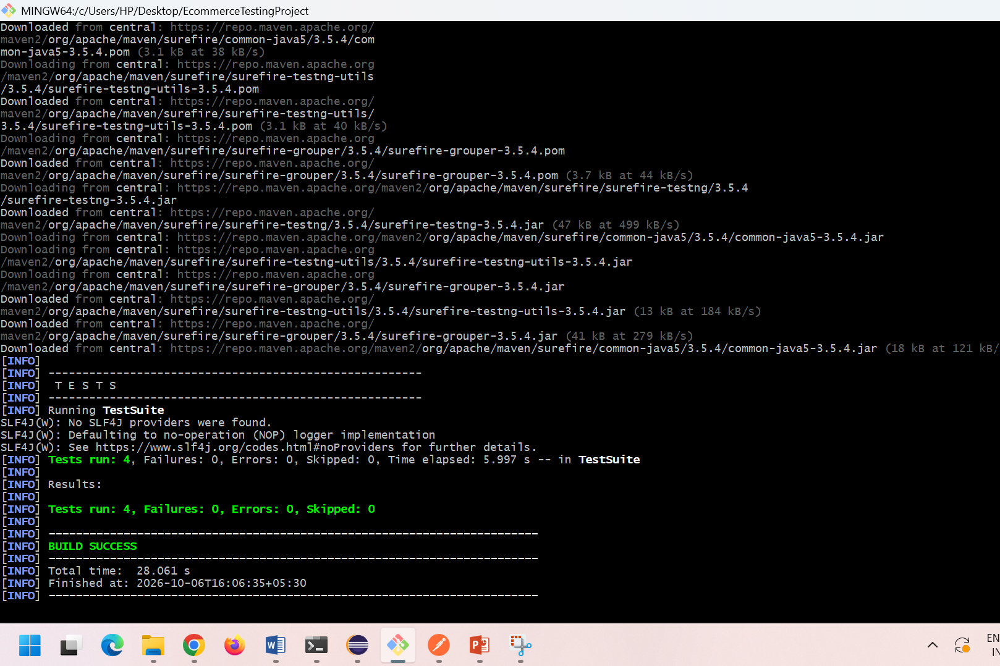 MINGW64:/c/Users/HP/Desktop/EcommerceTestingProject
Downloaded from central: https://repo.maven.apache.org/
maven2/org/apache/maven/surefire/common-java5/3.5.4/com
mon-java5-3.5.4.pom (3.1 kB at 38 kB/s)
Downloading from central: https://repo.maven.apache.org
/maven2/org/apache/maven/surefire/surefire-testng-utils
/3.5.4/surefire-testng-utils-3.5.4.pom
Downloaded from central: https://repo.maven.apache.org/
maven2/org/apache/maven/surefire/surefire-testng-utils/
3.5.4/surefire-testng-utils-3.5.4.pom (3.1 kB at 40 kB/s)
Downloading from central: https://repo.maven.apache.org
/maven2/org/apache/maven/surefire/surefire-grouper/3.5.4/surefire-grouper-3.5.4.pom
Downloaded from central: https://repo.maven.apache.org/
maven2/org/apache/maven/surefire/surefire-grouper/3.5.4/surefire-grouper-3.5.4.pom (3.7 kB at 44 kB/s)
Downloading from central: https://repo.maven.apache.org/maven2/org/apache/maven/surefire/surefire-testng/3.5.4
/surefire-testng-3.5.4.jar
Downloaded from central: https://repo.maven.apache.org/
maven2/org/apache/maven/surefire/surefire-testng/3.5.4/surefire-testng-3.5.4.jar (47 kB at 499 kB/s)
Downloading from central: https://repo.maven.apache.org/maven2/org/apache/maven/surefire/common-java5/3.5.4/common-java5-3.5.4.jar
Downloading from central: https://repo.maven.apache.org
/maven2/org/apache/maven/surefire/surefire-testng-utils/3.5.4/surefire-testng-utils-3.5.4.jar
Downloading from central: https://repo.maven.apache.org
/maven2/org/apache/maven/surefire/surefire-grouper/3.5.4/surefire-grouper-3.5.4.jar
Downloaded from central: https://repo.maven.apache.org/
maven2/org/apache/maven/surefire/surefire-testng-utils/3.5.4/surefire-testng-utils-3.5.4.jar (13 kB at 184 kB/s)
Downloaded from central: https://repo.maven.apache.org/
maven2/org/apache/maven/surefire/surefire-grouper/3.5.4/surefire-grouper-3.5.4.jar (41 kB at 279 kB/s)
Downloaded from central: https://repo.maven.apache.org/maven2/org/apache/maven/surefire/common-java5/3.5.4/common-java5-3.5.4.jar (18 kB at 121 kB/
[INFO]
[INFO] -------------------------------------------------------
[INFO]  T E S T S
[INFO] -------------------------------------------------------
[INFO] Running TestSuite
SLF4J(W): No SLF4J providers were found.
SLF4J(W): Defaulting to no-operation (NOP) logger implementation
SLF4J(W): See https://www.slf4j.org/codes.html#noProviders for further details.
[INFO] Tests run: 4, Failures: 0, Errors: 0, Skipped: 0, Time elapsed: 5.997 s -- in TestSuite
[INFO]
[INFO] Results:
[INFO]
[INFO] Tests run: 4, Failures: 0, Errors: 0, Skipped: 0
[INFO]
[INFO] ------------------------------------------------------------------------
[INFO] BUILD SUCCESS
[INFO] ------------------------------------------------------------------------
[INFO] Total time:  28.061 s
[INFO] Finished at: 2026-10-06T16:06:35+05:30
[INFO] ------------------------------------------------------------------------
EN
IN